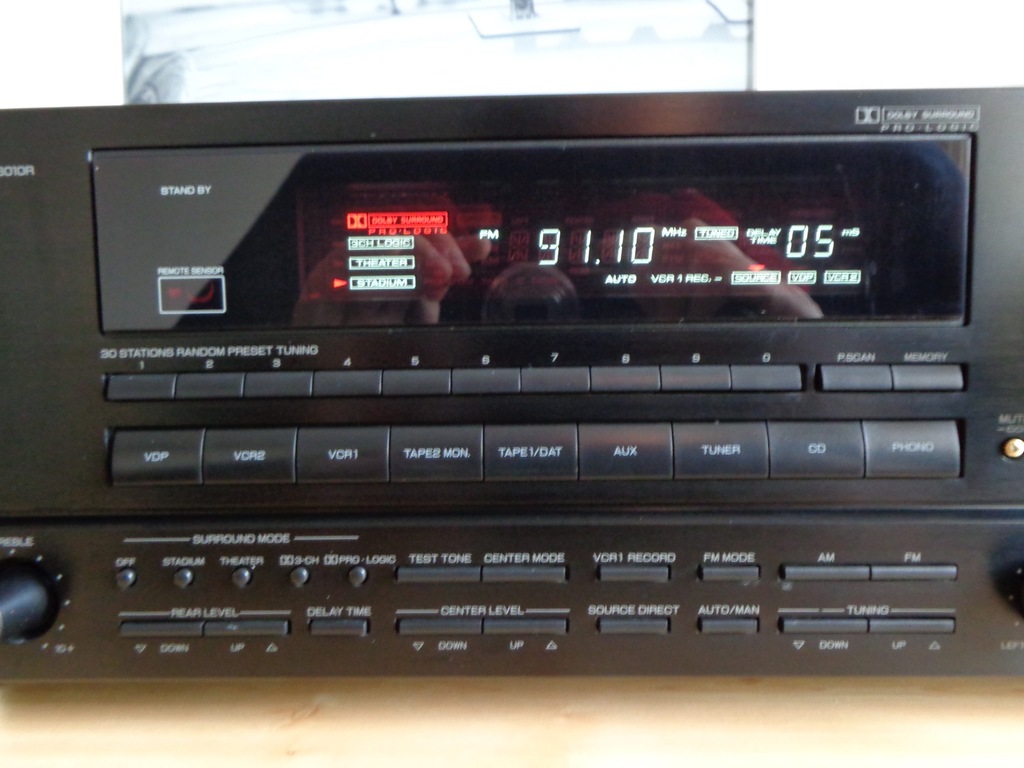 DOLBY SURROUND
PRO·LOGIC
STAND BY
DOLBY SURROUND
PRO·LOGIC
3CH LOGIC
THEATER
STADIUM
FM 91.10 MHz TUNED DELAY TIME 05 mS
AUTO VCR 1 REC. = SOURCE VDP VCR 2
REMOTE SENSOR
30 STATIONS RANDOM PRESET TUNING
1 2 3 4 5 6 7 8 9 0 P.SCAN MEMORY
VDP VCR2 VCR1 TAPE2 MON. TAPE1/DAT AUX TUNER CD PHONO
SURROUND MODE
OFF STADIUM THEATER 3-CH PRO·LOGIC TEST TONE CENTER MODE VCR1 RECORD FM MODE AM FM
REAR LEVEL DELAY TIME CENTER LEVEL SOURCE DIRECT AUTO/MAN TUNING
▽ DOWN UP △ ▽ DOWN UP △ ▽ DOWN UP △